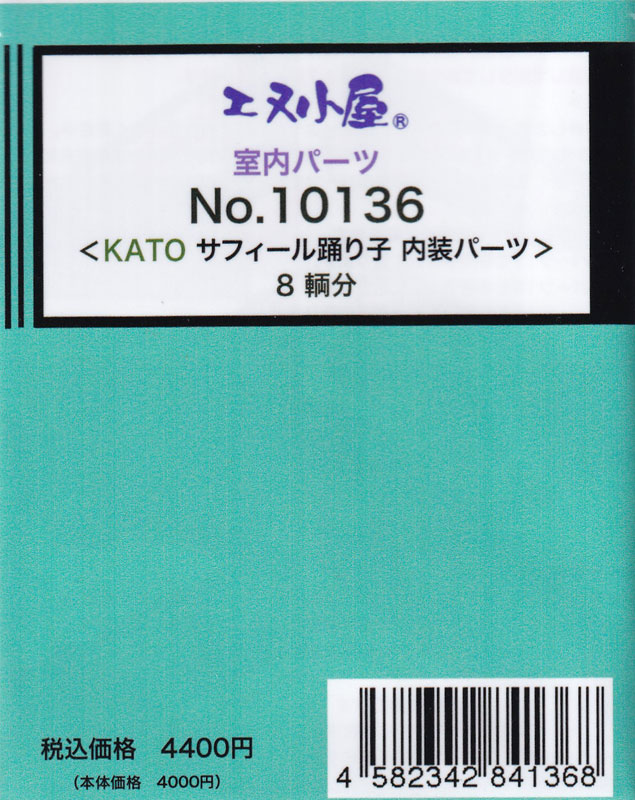 エヌ小屋®
室内パーツ
No.10136
<KATO サフィール踊り子 内装パーツ>
8 輌分
税込価格 4400円
(本体価格 4000円)
4 582342 841368